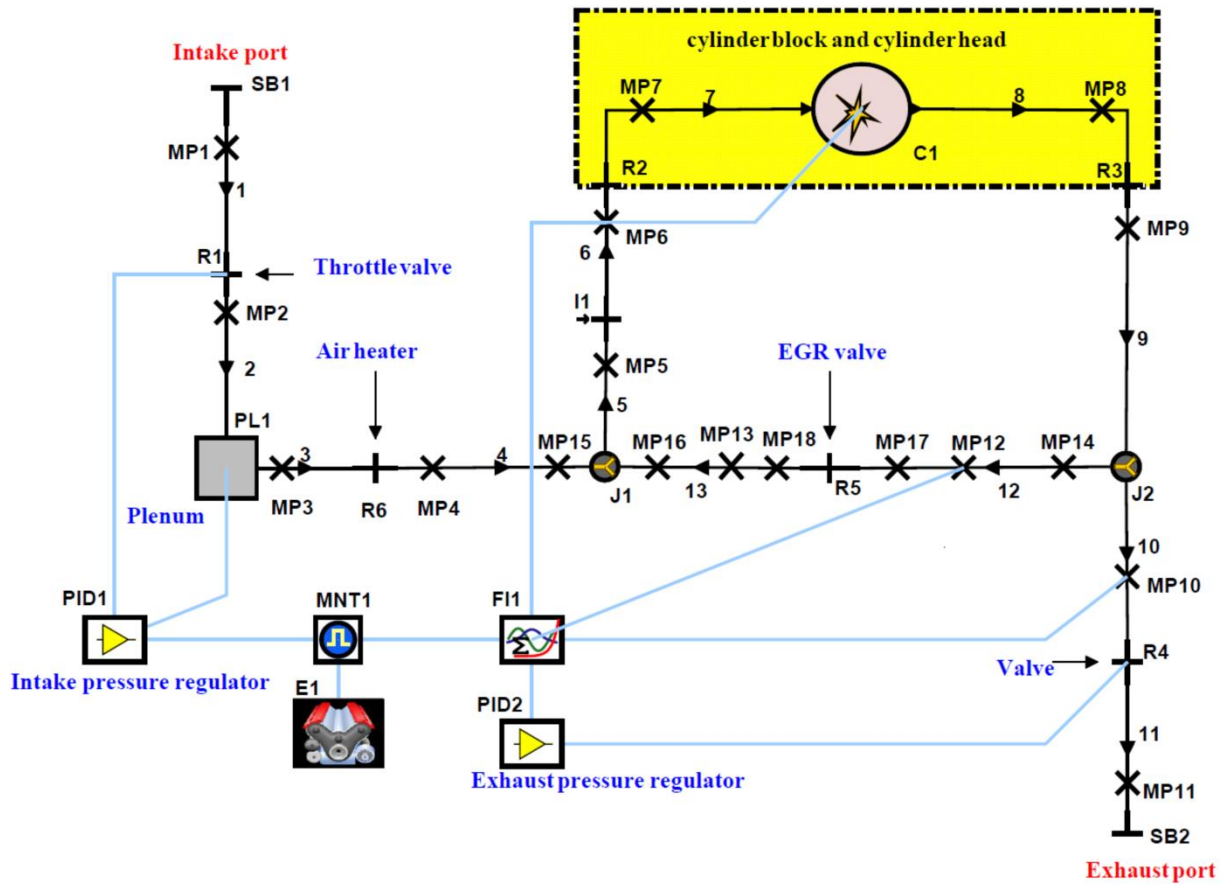 Intake port
SB1
MP1
1
R1
Throttle valve
MP2
2
PL1
Plenum
MP3
3
Air heater
R6
MP4
4
MP15
J1
5
MP5
I1
6
MP6
R2
cylinder block and cylinder head
MP7
7
C1
8
MP8
R3
MP9
9
EGR valve
MP16
MP13
13
MP18
R5
MP17
MP12
12
MP14
J2
10
MP10
Valve
R4
11
MP11
SB2
Exhaust port
PID1
Intake pressure regulator
MNT1
E1
FI1
Σ
PID2
Exhaust pressure regulator